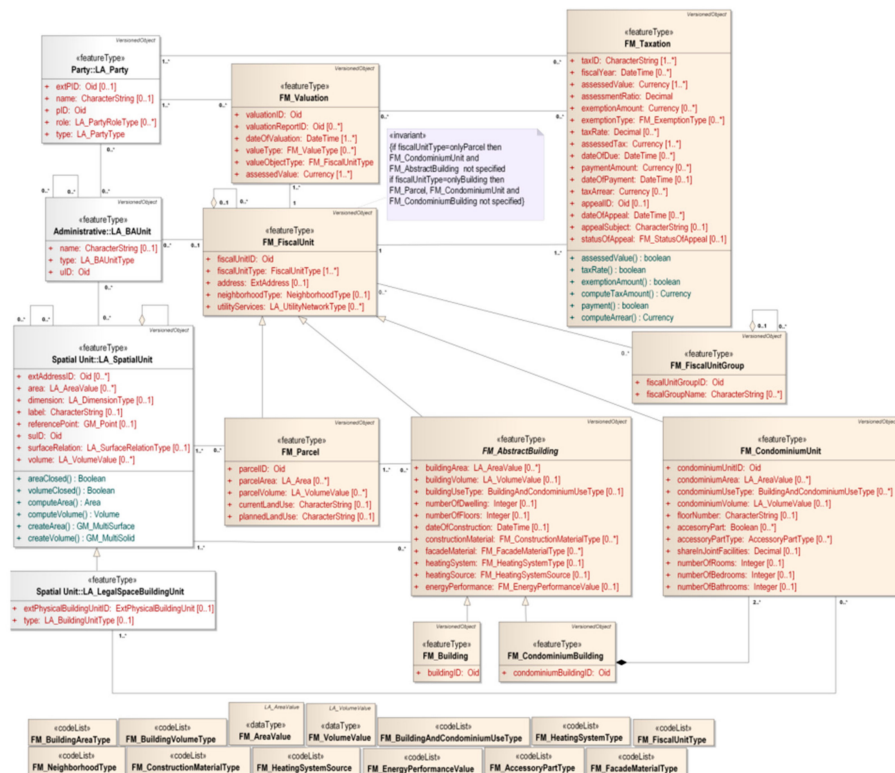 VersionedObject
«featureType»
Party::LA_Party
+ extPID: Oid [0..1]
+ name: CharacterString [0..1]
+ pID: Oid
+ role: LA_PartyRoleType [0..*]
+ type: LA_PartyType
VersionedObject
«featureType»
FM_Valuation
+ valuationID: Oid
+ valuationReportID: Oid [0..*]
+ dateOfValuation: DateTime [1..*]
+ valueType: FM_ValueType [0..*]
+ valueObjectType: FM_FiscalUnitType
+ assessedValue: Currency [1..*]
VersionedObject
«featureType»
FM_Taxation
+ taxID: CharacterString [1..*]
+ fiscalYear: DateTime [0..*]
+ assessedValue: Currency [1..*]
+ assessmentRatio: Decimal
+ exemptionAmount: Currency [0..*]
+ exemptionType: FM_ExemptionType [0..*]
+ taxRate: Decimal [0..*]
+ assessedTax: Currency [1..*]
+ dateOfDue: DateTime [0..*]
+ paymentAmount: Currency [0..*]
+ dateOfPayment: DateTime [0..1]
+ taxArrear: Currency [0..*]
+ appealID: Oid [0..1]
+ dateOfAppeal: DateTime [0..*]
+ appealSubject: CharacterString [0..*]
+ statusOfAppeal: FM_StatusOfAppeal [0..1]
+ assessedValue() : boolean
+ taxRate() : boolean
+ exemptionAmount() : boolean
+ computeTaxAmount() : Currency
+ payment() : boolean
+ computeArrear() : Currency
«invariant»
{if fiscalUnitType=onlyParcel then
FM_CondominiumUnit and
FM_AbstractBuilding not specified
if fiscalUnitType=onlyBuilding then
FM_Parcel, FM_CondominiumUnit and
FM_CondominiumBuilding not specified}
VersionedObject
«featureType»
Administrative::LA_BAUnit
+ name: CharacterString [0..1]
+ type: LA_BAUnitType
+ uID: Oid
VersionedObject
«featureType»
FM_FiscalUnit
+ fiscalUnitID: Oid
+ fiscalUnitType: FiscalUnitType [1..*]
+ address: ExtAddress [0..1]
+ neighborhoodType: NeighborhoodType [0..1]
+ utilityServices: LA_UtilityNetworkType [0..*]
VersionedObject
«featureType»
FM_FiscalUnitGroup
+ fiscalUnitGroupID: Oid
+ fiscalGroupName: CharacterString [0..*]
VersionedObject
«featureType»
Spatial Unit::LA_SpatialUnit
+ extAddressID: Oid [0..*]
+ area: LA_AreaValue [0..*]
+ dimension: LA_DimensionType [0..1]
+ label: CharacterString [0..1]
+ referencePoint: GM_Point [0..1]
+ suID: Oid
+ surfaceRelation: LA_SurfaceRelationType [0..1]
+ volume: LA_VolumeValue [0..*]
+ areaClosed() : Boolean
+ volumeClosed() : Boolean
+ computeArea() : Area
+ computeVolume() : Volume
+ createArea() : GM_MultiSurface
+ createVolume() : GM_MultiSolid
VersionedObject
«featureType»
FM_Parcel
+ parcelID: Oid
+ parcelArea: LA_Area [0..*]
+ parcelVolume: LA_VolumeValue [0..*]
+ currentLandUse: CharacterString [0..1]
+ plannedLandUse: CharacterString [0..1]
VersionedObject
«featureType»
FM_AbstractBuilding
+ buildingArea: LA_AreaValue [0..*]
+ buildingVolume: LA_VolumeValue [0..1]
+ buildingUseType: BuildingAndCondominiumUseType [0..*]
+ numberOfDwelling: Integer [0..1]
+ numberOfFloors: Integer [0..1]
+ dateOfConstruction: DateTime [0..1]
+ constructionMaterial: FM_ConstructionMaterialType [0..*]
+ facadeMaterial: FM_FacadeMaterialType [0..*]
+ heatingSystem: FM_HeatingSystemType [0..1]
+ heatingSource: FM_HeatingSystemSource [0..1]
+ energyPerformance: FM_EnergyPerformanceValue [0..1]
VersionedObject
«featureType»
FM_CondominiumUnit
+ condominiumUnitID: Oid
+ condominiumArea: LA_AreaValue [0..*]
+ condominiumUseType: BuildingAndCondominiumUseType [0..*]
+ condominiumVolume: LA_VolumeValue [0..1]
+ floorNumber: CharacterString [0..1]
+ accesorryPart: Boolean [0..*]
+ accessoryPartType: AccessoryPartType [0..*]
+ shareInJointFacilities: Decimal [0..1]
+ numberOfRooms: Integer [0..1]
+ numberOfBedrooms: Integer [0..1]
+ numberOfBathrooms: Integer [0..1]
VersionedObject
Spatial Unit::LA_LegalSpaceBuildingUnit
+ extPhysicalBuildingUnitID: ExtPhysicalBuildingUnit [0..1]
+ type: LA_BuildingUnitType [0..1]
VersionedObject
«featureType»
FM_Building
+ buildingID: Oid
VersionedObject
«featureType»
FM_CondominiumBuilding
+ condominiumBuildingID: Oid
«codeList»
FM_BuildingAreaType
«codeList»
FM_BuildingVolumeType
LA_AreaValue
«dataType»
FM_AreaValue
LA_VolumeValue
«dataType»
FM_VolumeValue
«codeList»
FM_BuildingAndCondominiumUseType
«codeList»
FM_HeatingSystemType
«codeList»
FM_FiscalUnitType
«codeList»
FM_NeighborhoodType
«codeList»
FM_ConstructionMaterialType
«codeList»
FM_HeatingSystemSource
«codeList»
FM_EnergyPerformanceValue
«codeList»
FM_AccessoryPartType
«codeList»
FM_FacadeMaterialType